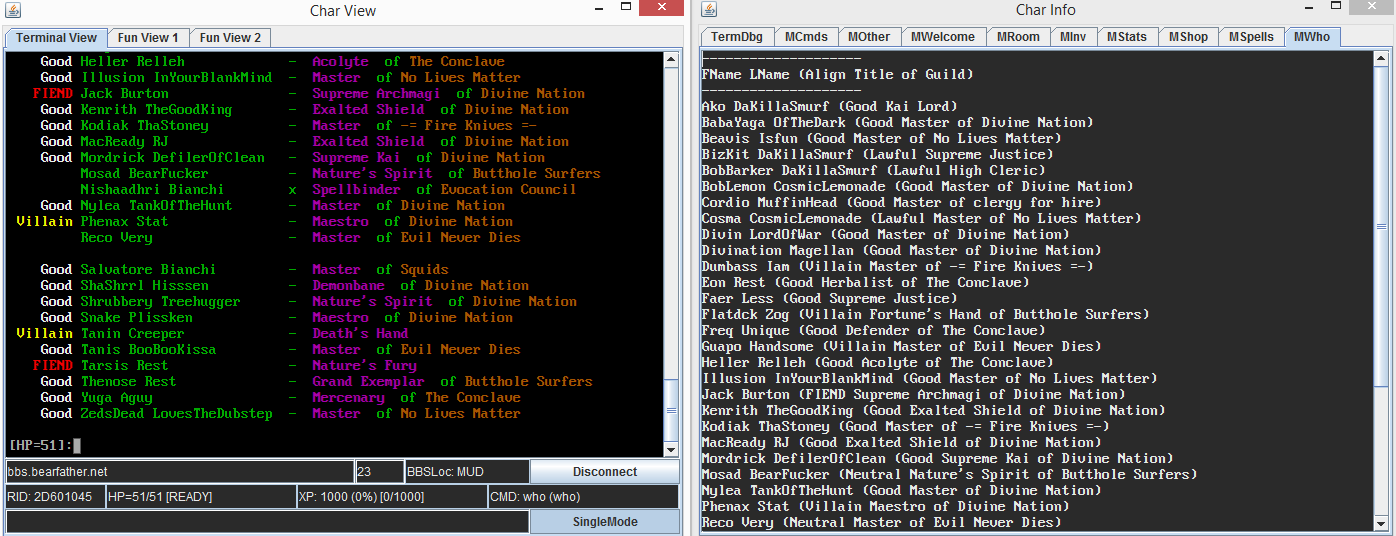 Char View
Terminal View Fun View 1 Fun View 2
Good Heller Relleh - Acolyte of The Conclave
Good Illusion InYourBlankMind - Master of No Lives Matter
FIEND Jack Burton - Supreme Archmagi of Divine Nation
Good Kenrith TheGoodKing - Exalted Shield of Divine Nation
Good Kodiak ThaStoney - Master of -= Fire Knives =-
Good MacReady RJ - Exalted Shield of Divine Nation
Good Mordrick DefilerOfClean - Supreme Kai of Divine Nation
Mosad BearFucker - Nature's Spirit of Butthole Surfers
Nishaadhri Bianchi x Spellbinder of Evocation Council
Good Nylea TankOfTheHunt - Master of Divine Nation
Villain Phenax Stat - Maestro of Divine Nation
Reco Very - Master of Evil Never Dies
Good Salvatore Bianchi - Master of Squids
Good ShaShrrl Hisssen - Demonbane of Divine Nation
Good Shrubbery Treehugger - Nature's Spirit of Divine Nation
Good Snake Plissken - Maestro of Divine Nation
Villain Tanin Creeper - Death's Hand
Good Tanis BooBooKissa - Master of Evil Never Dies
FIEND Tarsis Rest - Nature's Fury
Good Thenose Rest - Grand Exemplar of Butthole Surfers
Good Yuga Aguy - Mercenary of The Conclave
Good ZedsDead LovesTheDubstep - Master of No Lives Matter
[HP=51]:
bbs.bearfather.net 23 BBSLoc: MUD Disconnect
RID: 2D601045 HP=51/51 [READY] XP: 1000 (0%) [0/1000] CMD: who (who)
SingleMode
Char Info
TermDbg MCmds MOther MWelcome MRoom MInv MStats MShop MSpells MWho
--------------------
FName LName (Align Title of Guild)
--------------------
Ako DaKillaSmurf (Good Kai Lord)
BabaYaga OfTheDark (Good Master of Divine Nation)
Beavis Isfun (Good Master of No Lives Matter)
BizKit DaKillaSmurf (Lawful Supreme Justice)
BobBarker DaKillaSmurf (Lawful High Cleric)
BobLemon CosmicLemonade (Good Master of Divine Nation)
Cordio MuffinHead (Good Master of clergy for hire)
Cosma CosmicLemonade (Lawful Master of No Lives Matter)
Divin LordOfWar (Good Master of Divine Nation)
Divination Magellan (Good Master of Divine Nation)
Dumbass Iam (Villain Master of -= Fire Knives =-)
Eon Rest (Good Herbalist of The Conclave)
Faer Less (Good Supreme Justice)
Flatdck Zog (Villain Fortune's Hand of Butthole Surfers)
Freq Unique (Good Defender of The Conclave)
Guapo Handsome (Villain Master of Evil Never Dies)
Heller Relleh (Good Acolyte of The Conclave)
Illusion InYourBlankMind (Good Master of No Lives Matter)
Jack Burton (FIEND Supreme Archmagi of Divine Nation)
Kenrith TheGoodKing (Good Exalted Shield of Divine Nation)
Kodiak ThaStoney (Good Master of -= Fire Knives =-)
MacReady RJ (Good Exalted Shield of Divine Nation)
Mordrick DefilerOfClean (Good Supreme Kai of Divine Nation)
Mosad BearFucker (Neutral Nature's Spirit of Butthole Surfers)
Nylea TankOfTheHunt (Good Master of Divine Nation)
Phenax Stat (Villain Maestro of Divine Nation)
Reco Very (Neutral Master of Evil Never Dies)